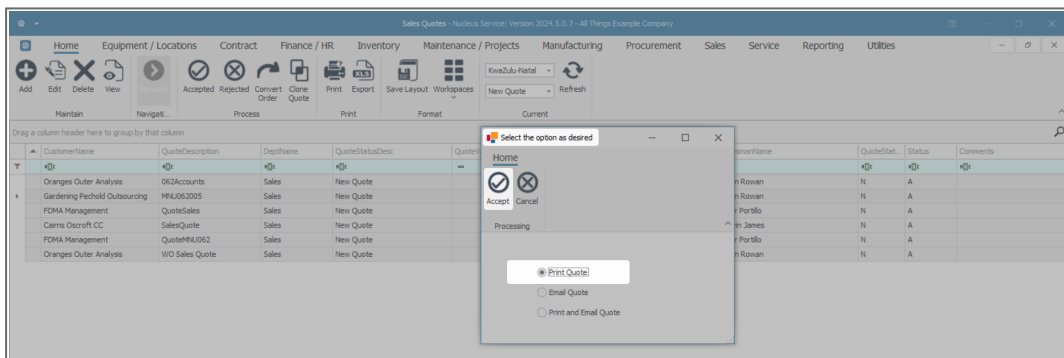 Sales Quotes - Nucleus Service: Version 2024.5.0.7 - All Things Example Company
Home Equipment / Locations Contract Finance / HR Inventory Maintenance / Projects Manufacturing Procurement Sales Service Reporting Utilities
Add Edit Delete View Forward Accepted Rejected Convert Order Clone Quote Print Export Save Layout Workspaces KwaZulu-Natal New Quote Refresh
XLS
Maintain Navigati... Process Print Format Current
Drag a column header here to group by that column
CustomerName QuoteDescription DeptName QuoteStatusDesc smanName QuoteStat... Status Comments
Oranges Outer Analysis 062Accounts Sales New Quote n Rowan N A
Gardening Pechold Outsourcing MNU062005 Sales New Quote n Rowan N A
FDMA Management QuoteSales Sales New Quote r Portillo N A
Cairns Oscroft CC SalesQuote Sales New Quote in James N A
FDMA Management QuoteMNU062 Sales New Quote r Portillo N A
Oranges Outer Analysis WO Sales Quote Sales New Quote n Rowan N A
Select the option as desired
Home
Accept Cancel
Processing
Print Quote
Email Quote
Print and Email Quote